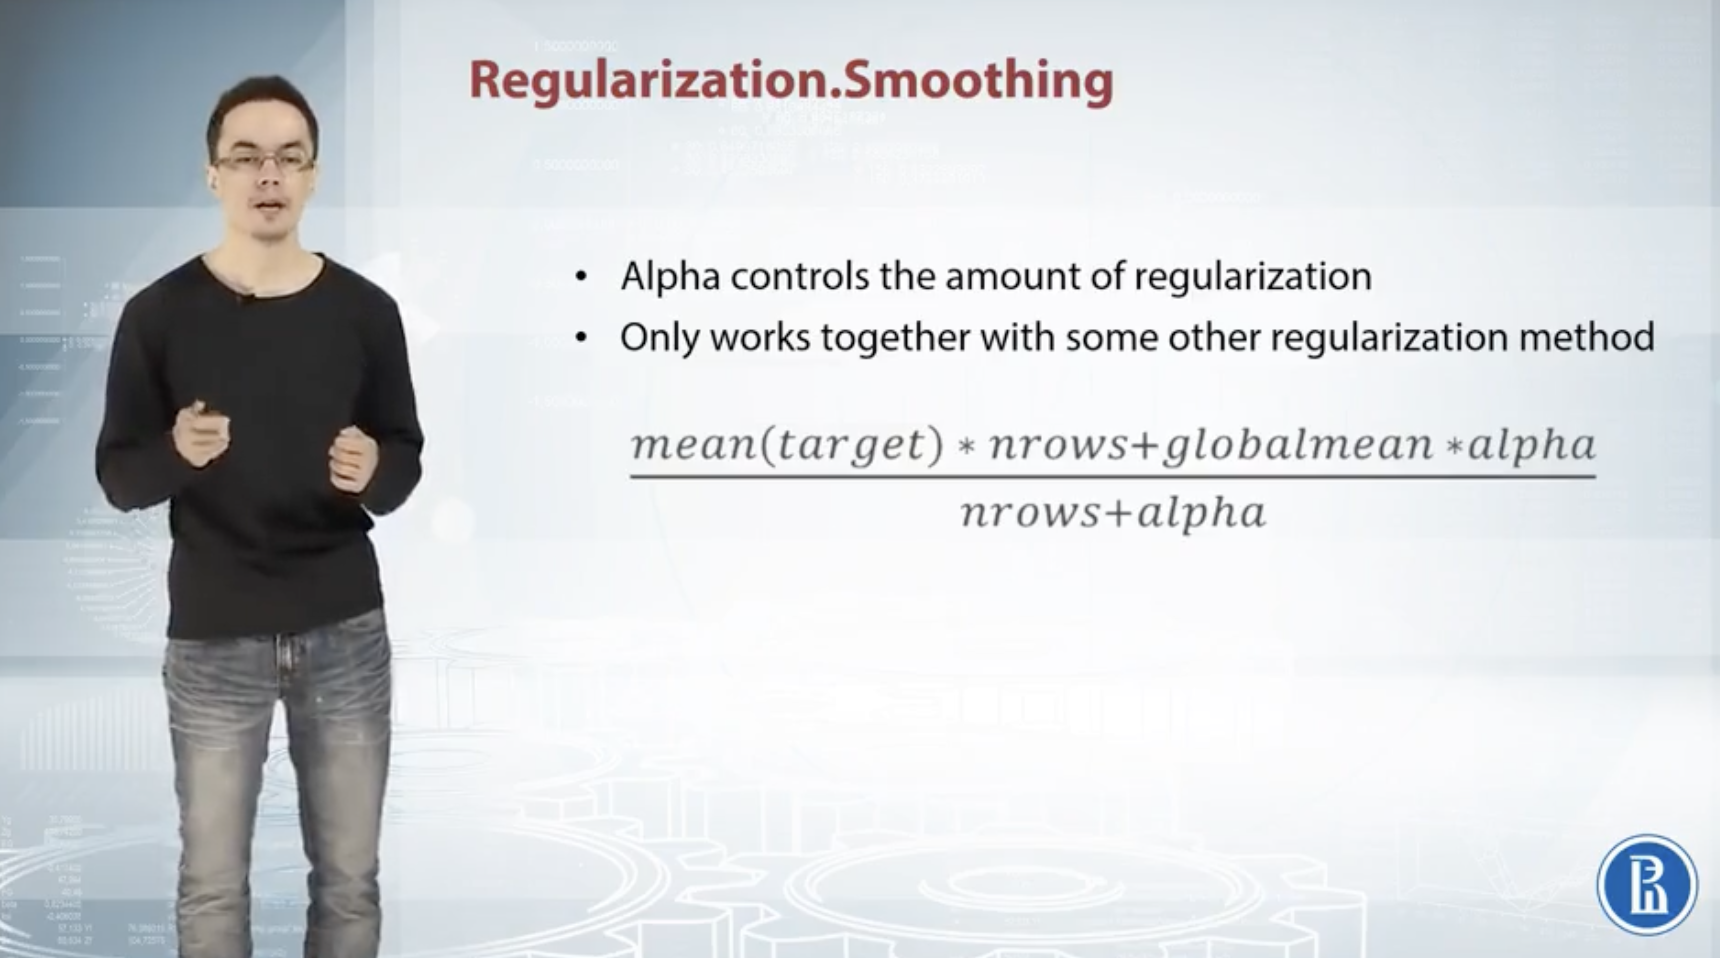 Regularization.Smoothing
• Alpha controls the amount of regularization
• Only works together with some other regularization method
mean(target) * nrows+globalmean *alpha
nrows+alpha